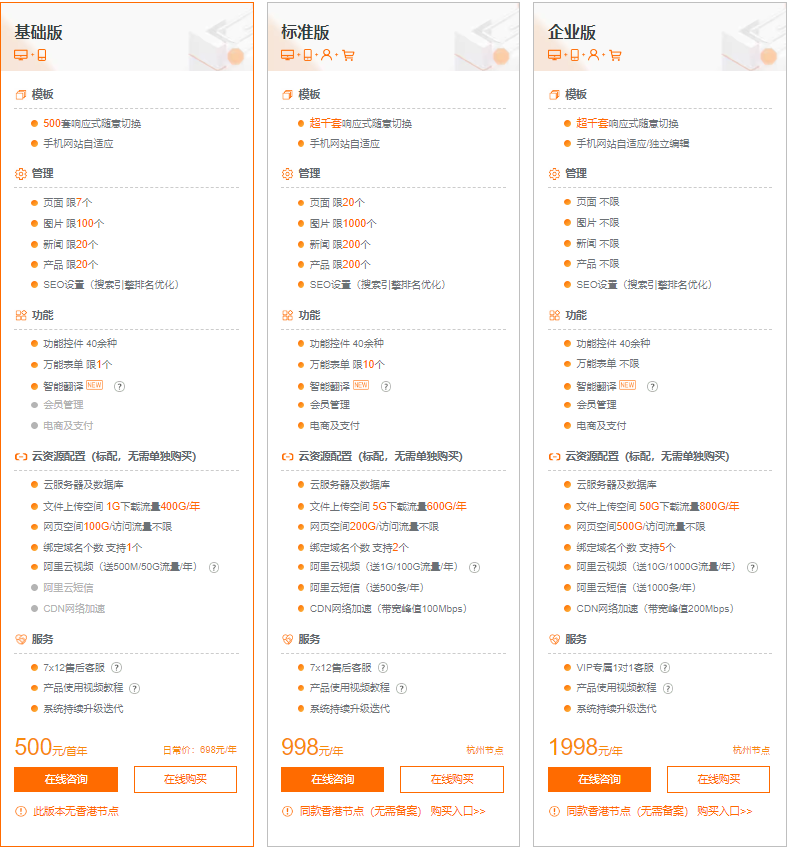 基础版
模板
500套响应式随意切换
手机网站自适应
管理
页面 限7个
图片 限100个
新闻 限20个
产品 限20个
SEO设置（搜索引擎排名优化）
功能
功能控件 40余种
万能表单 限1个
智能翻译 NEW ?
会员管理
电商及支付
云资源配置（标配，无需单独购买）
云服务器及数据库
文件上传空间 1G下载流量400G/年
网页空间100G/访问流量不限
绑定域名个数 支持1个
阿里云视频（送500M/50G流量/年） ?
阿里云短信
CDN网络加速
服务
7x12售后客服 ?
产品使用视频教程 ?
系统持续升级迭代
500元/首年 日常价：698元/年
在线咨询 在线购买
此版本无香港节点
标准版
模板
超千套响应式随意切换
手机网站自适应
管理
页面 限20个
图片 限1000个
新闻 限200个
产品 限200个
SEO设置（搜索引擎排名优化）
功能
功能控件 40余种
万能表单 限10个
智能翻译 NEW ?
会员管理
电商及支付
云资源配置（标配，无需单独购买）
云服务器及数据库
文件上传空间 5G下载流量600G/年
网页空间200G/访问流量不限
绑定域名个数 支持2个
阿里云视频（送1G/100G流量/年） ?
阿里云短信（送500条/年）
CDN网络加速（带宽峰值100Mbps）
服务
7x12售后客服 ?
产品使用视频教程 ?
系统持续升级迭代
998元/年 杭州节点
在线咨询 在线购买
同款香港节点（无需备案） 购买入口>>
企业版
模板
超千套响应式随意切换
手机网站自适应/独立编辑
管理
页面 不限
图片 不限
新闻 不限
产品 不限
SEO设置（搜索引擎排名优化）
功能
功能控件 40余种
万能表单 不限
智能翻译 NEW ?
会员管理
电商及支付
云资源配置（标配，无需单独购买）
云服务器及数据库
文件上传空间 50G下载流量800G/年
网页空间500G/访问流量不限
绑定域名个数 支持5个
阿里云视频（送10G/1000G流量/年） ?
阿里云短信（送1000条/年）
CDN网络加速（带宽峰值200Mbps）
服务
VIP专属1对1客服 ?
产品使用视频教程 ?
系统持续升级迭代
1998元/年 杭州节点
在线咨询 在线购买
同款香港节点（无需备案） 购买入口>>